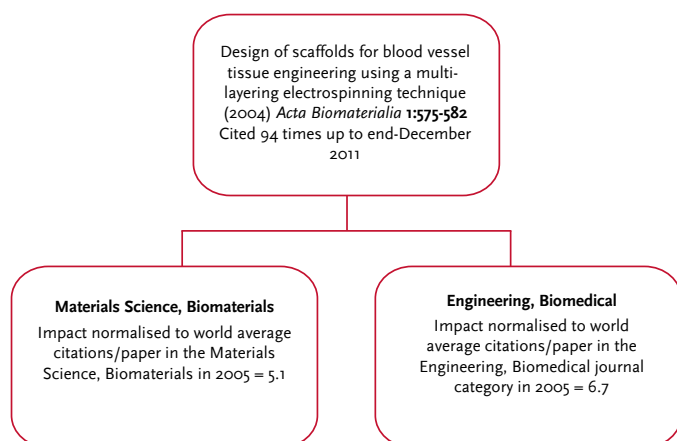 Design of scaffolds for blood vessel
tissue engineering using a multi-
layering electrospinning technique
(2004) Acta Biomaterialia 1:575-582
Cited 94 times up to end-December
2011
Materials Science, Biomaterials
Impact normalised to world average
citations/paper in the Materials
Science, Biomaterials in 2005 = 5.1
Engineering, Biomedical
Impact normalised to world
average citations/paper in the
Engineering, Biomedical journal
category in 2005 = 6.7